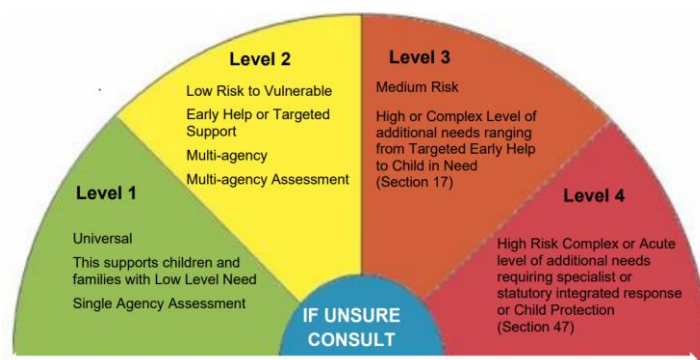 Level 1
Universal
This supports children and
families with Low Level Need
Single Agency Assessment
Level 2
Low Risk to Vulnerable
Early Help or Targeted
Support
Multi-agency
Multi-agency Assessment
Level 3
Medium Risk
High or Complex Level of
additional needs ranging
from Targeted Early Help
to Child in Need
(Section 17)
Level 4
High Risk Complex or Acute
level of additional needs
requiring specialist or
statutory integrated response
or Child Protection
(Section 47)
IF UNSURE
CONSULT